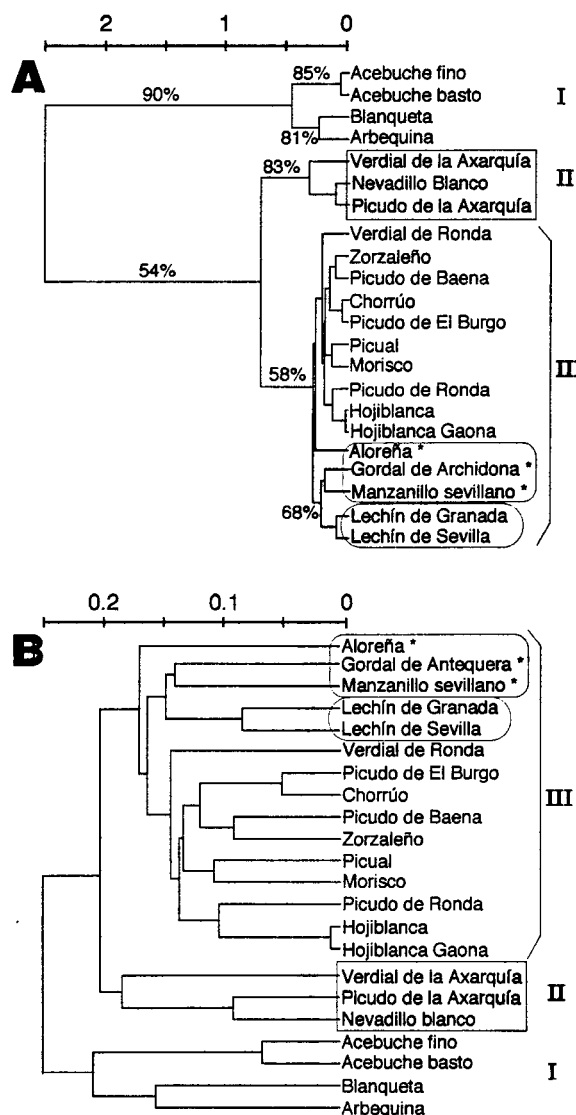 2 1 0
A
85% Acebuche fino
90% Acebuche basto
I
Blanqueta
81% Arbequina
83% Verdial de la Axarquía
Nevadillo Blanco
II
Picudo de la Axarquía
Verdial de Ronda
Zorzaleño
54% Picudo de Baena
Chorrúo
Picudo de El Burgo
Picual
III
Morisco
58% Picudo de Ronda
Hojiblanca
Hojiblanca Gaona
Aloreña *
Gordal de Archidona *
Manzanillo sevillano *
68% Lechín de Granada
Lechín de Sevilla
0.2 0.1 0
B
Aloreña *
Gordal de Antequera *
Manzanillo sevillano *
Lechín de Granada
Lechín de Sevilla
Verdial de Ronda
Picudo de El Burgo
Chorrúo
III
Picudo de Baena
Zorzaleño
Picual
Morisco
Picudo de Ronda
Hojiblanca
Hojiblanca Gaona
Verdial de la Axarquía
Picudo de la Axarquía
II
Nevadillo blanco
Acebuche fino
Acebuche basto
I
Blanqueta
Arbequina